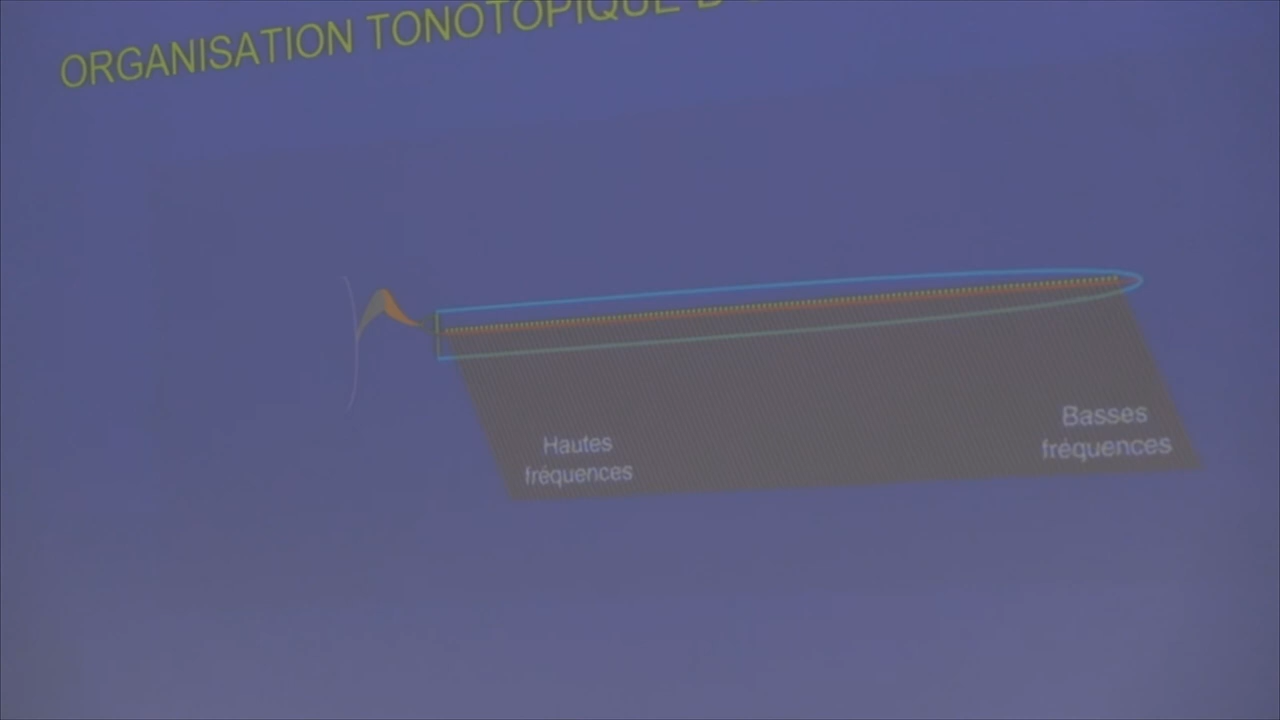 ORGANISATION TONOTOPIQUE
Hautes
fréquences
Basses
fréquences